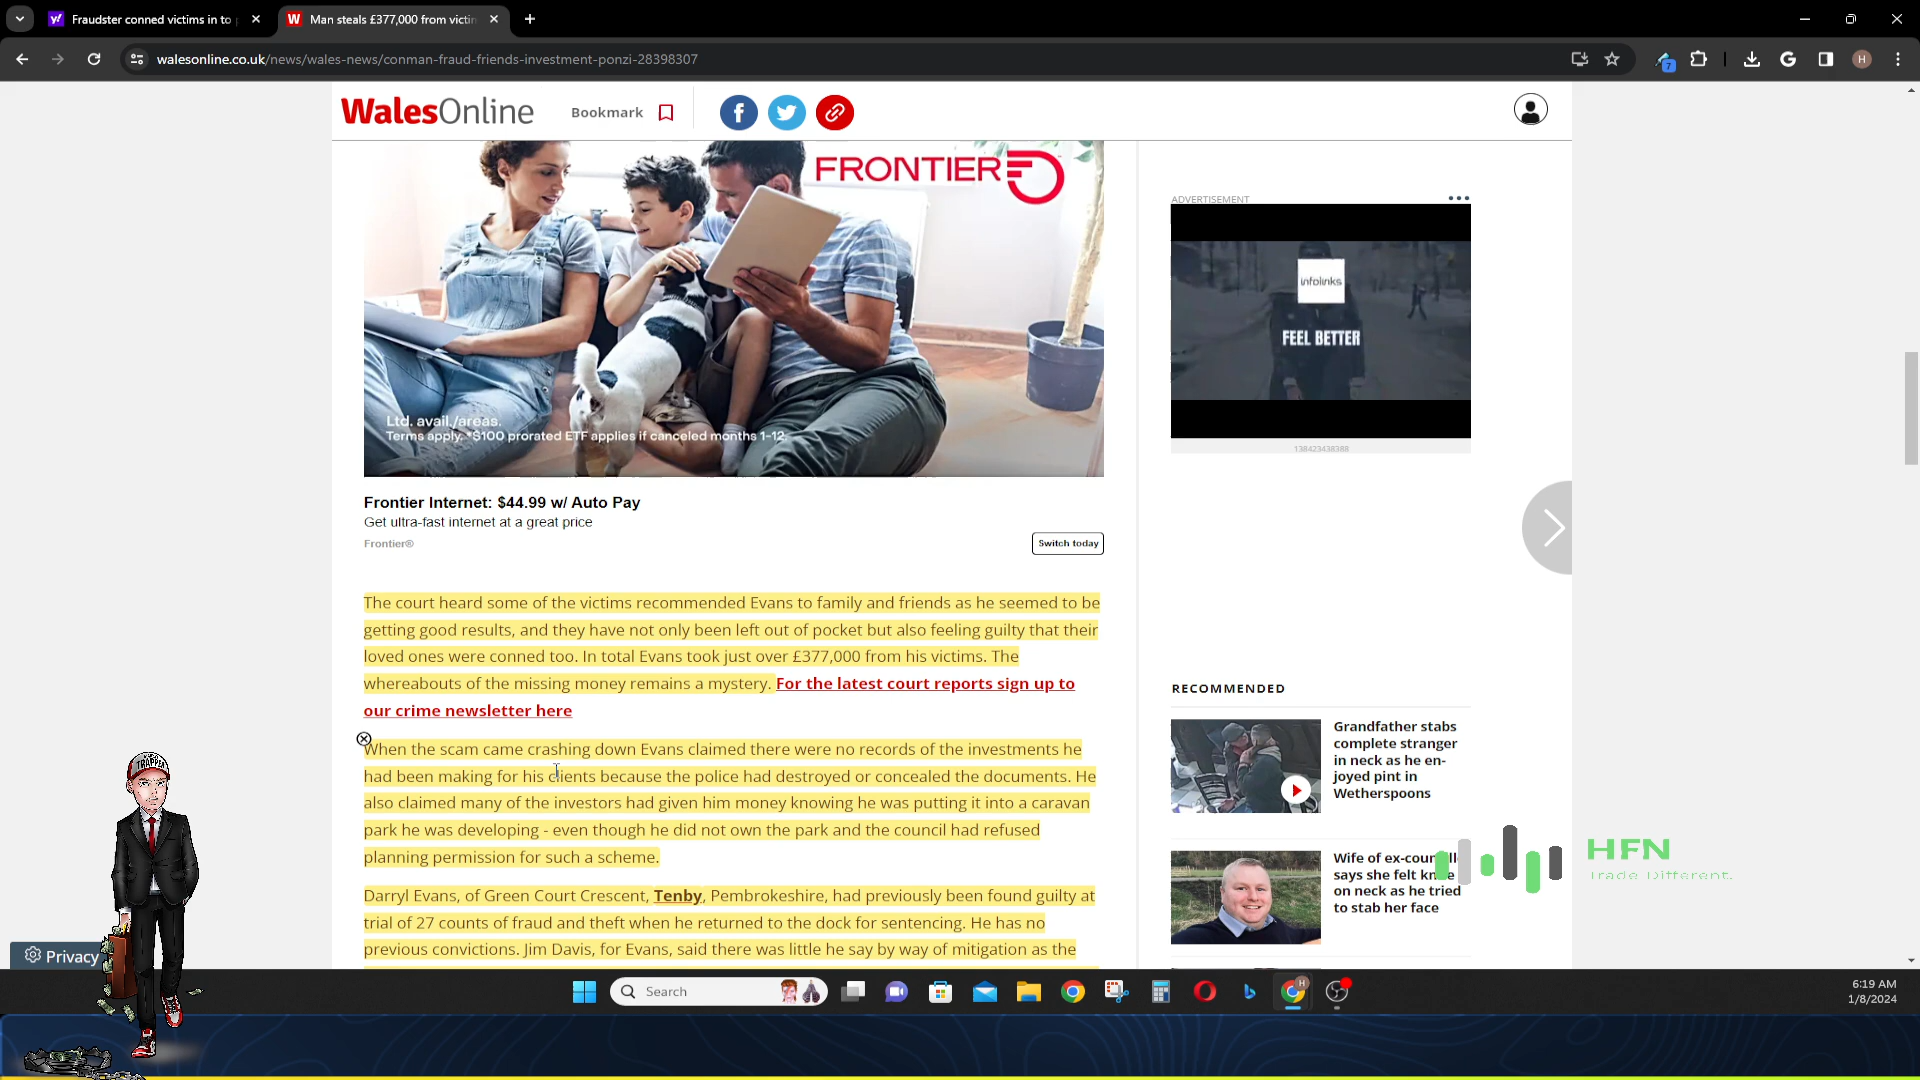 Fraudster conned victims in to
Man steals £377,000 from victim
walesonline.co.uk/news/wales-news/conman-fraud-friends-investment-ponzi-28398307
7
H
WalesOnline
Bookmark
FRONTIER
Ltd. avail./areas.
Terms apply. *$100 prorated ETF applies if canceled months 1-12.
Frontier Internet: $44.99 w/ Auto Pay
Get ultra-fast internet at a great price
Frontier®
Switch today
The court heard some of the victims recommended Evans to family and friends as he seemed to be
getting good results, and they have not only been left out of pocket but also feeling guilty that their
loved ones were conned too. In total Evans took just over £377,000 from his victims. The
whereabouts of the missing money remains a mystery. For the latest court reports sign up to
our crime newsletter here
When the scam came crashing down Evans claimed there were no records of the investments he
had been making for his clients because the police had destroyed or concealed the documents. He
also claimed many of the investors had given him money knowing he was putting it into a caravan
park he was developing - even though he did not own the park and the council had refused
planning permission for such a scheme.
Darryl Evans, of Green Court Crescent, Tenby, Pembrokeshire, had previously been found guilty at
trial of 27 counts of fraud and theft when he returned to the dock for sentencing. He has no
previous convictions. Jim Davis, for Evans, said there was little he say by way of mitigation as the
ADVERTISEMENT
infolinks
FEEL BETTER
138423438388
RECOMMENDED
Grandfather stabs
complete stranger
in neck as he en-
joyed pint in
Wetherspoons
Wife of ex-councillor
says she felt knife
on neck as he tried
to stab her face
HFN
Trade Different.
TRAPPER
Privacy
Search
6:19 AM
1/8/2024